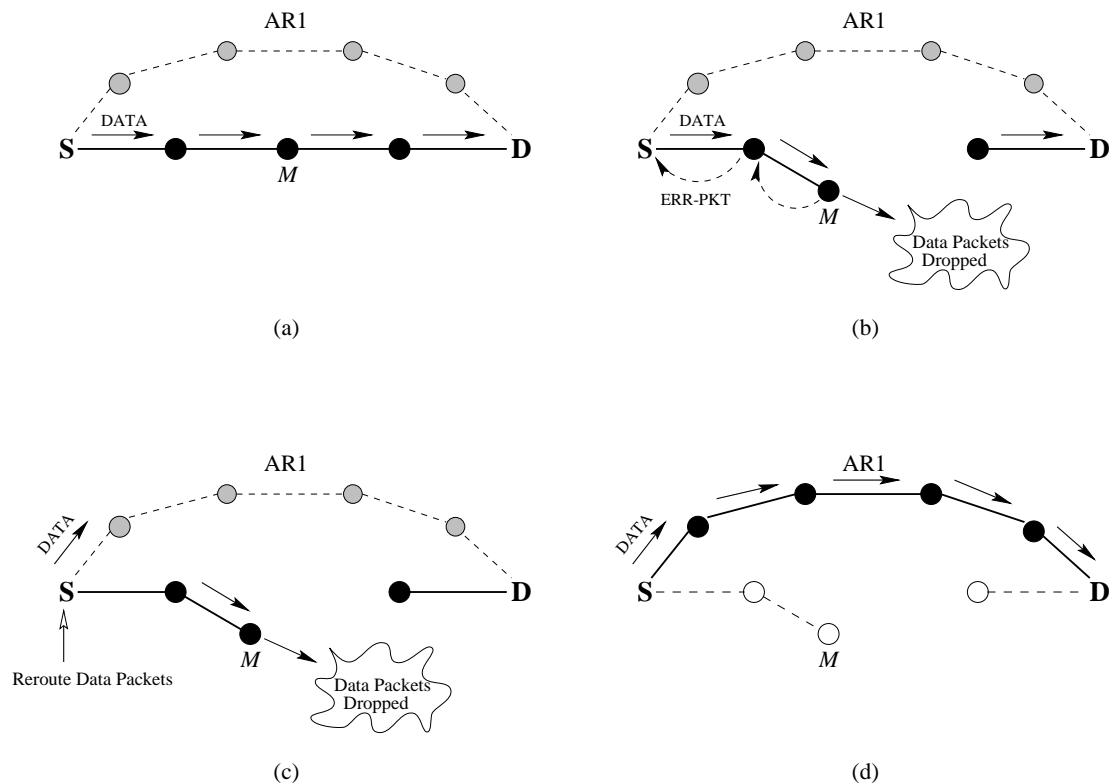 AR1
DATA
S
D
M
(a)
AR1
DATA
S
D
ERR-PKT
M
Data Packets
Dropped
(b)
AR1
DATA
S
D
M
Reroute Data Packets
Data Packets
Dropped
(c)
AR1
DATA
S
D
M
(d)